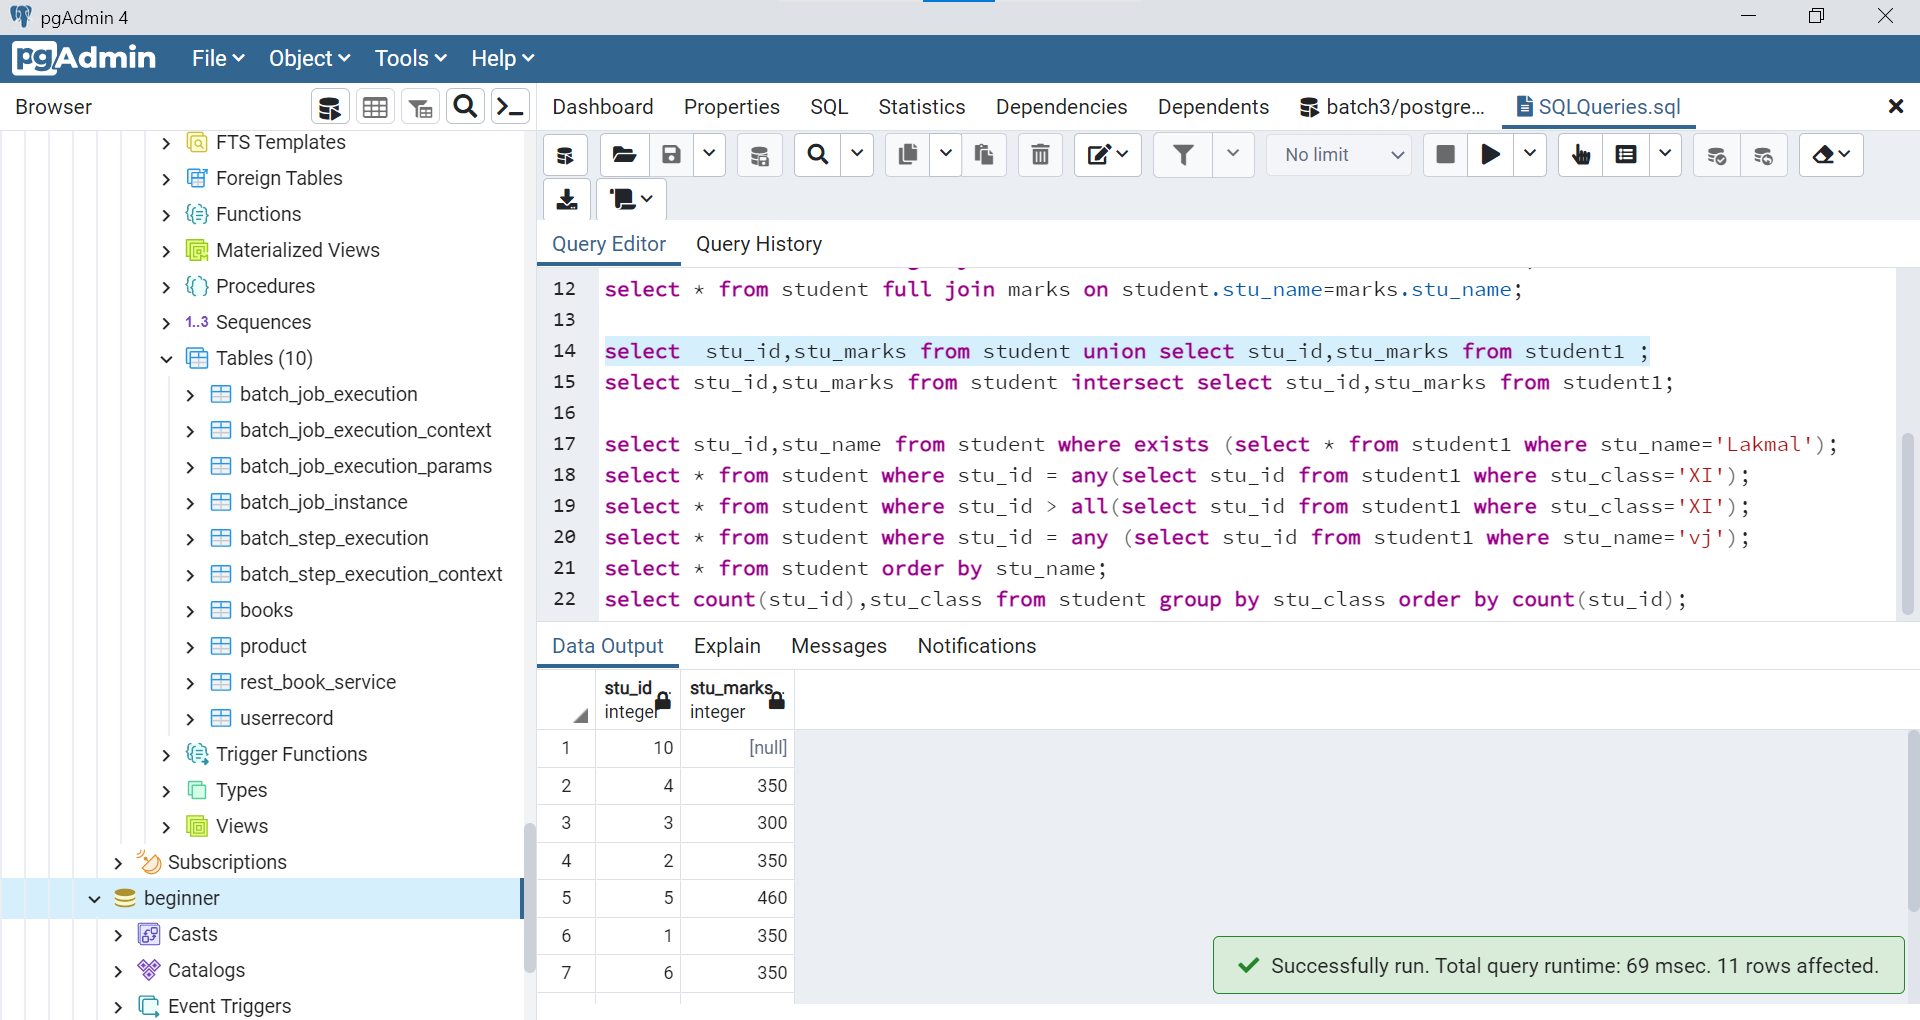 pgAdmin 4
pgAdmin File Object Tools Help
Browser
Dashboard Properties SQL Statistics Dependencies Dependents batch3/postgre... SQLQueries.sql
No limit
FTS Templates
Foreign Tables
Functions
Materialized Views
Procedures
1..3 Sequences
Tables (10)
batch_job_execution
batch_job_execution_context
batch_job_execution_params
batch_job_instance
batch_step_execution
batch_step_execution_context
books
product
rest_book_service
userrecord
Trigger Functions
Types
Views
Subscriptions
beginner
Casts
Catalogs
Event Triggers
Query Editor Query History
12 select * from student full join marks on student.stu_name=marks.stu_name;
13
14 select  stu_id,stu_marks from student union select stu_id,stu_marks from student1 ;
15 select stu_id,stu_marks from student intersect select stu_id,stu_marks from student1;
16
17 select stu_id,stu_name from student where exists (select * from student1 where stu_name='Lakmal');
18 select * from student where stu_id = any(select stu_id from student1 where stu_class='XI');
19 select * from student where stu_id > all(select stu_id from student1 where stu_class='XI');
20 select * from student where stu_id = any (select stu_id from student1 where stu_name='vj');
21 select * from student order by stu_name;
22 select count(stu_id),stu_class from student group by stu_class order by count(stu_id);
Data Output Explain Messages Notifications
stu_id stu_marks
integer integer
1 10 [null]
2 4 350
3 3 300
4 2 350
5 5 460
6 1 350
7 6 350
Successfully run. Total query runtime: 69 msec. 11 rows affected.